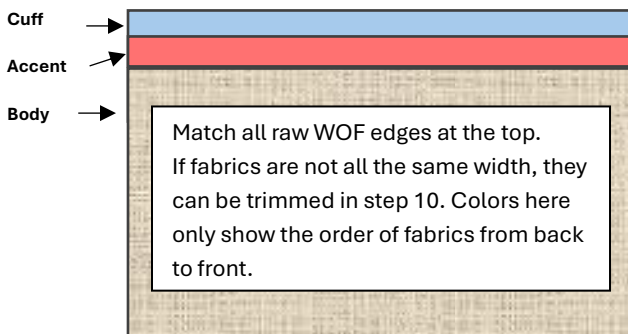 Cuff
Accent
Body
Match all raw WOF edges at the top.
If fabrics are not all the same width, they
can be trimmed in step 10. Colors here
only show the order of fabrics from back
to front.